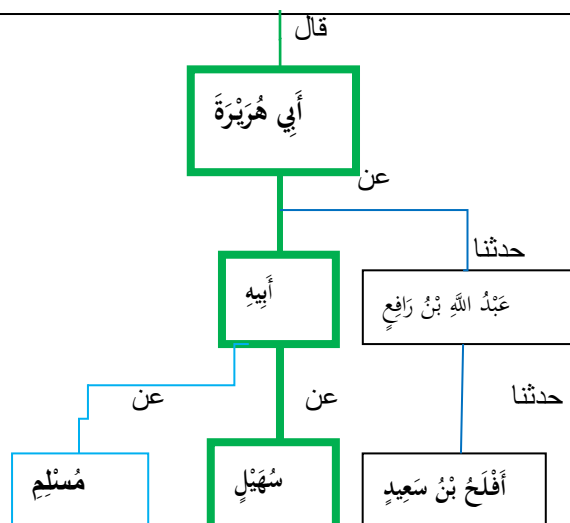 قال
أَبِي هُرَيْرَةَ
عن
حدثنا
أَبِيهِ
عَبْدُ اللَّهِ بْنُ رَافِعٍ
عن
عن
حدثنا
مُسْلِمِ
سُهَيْلٍ
أَفْلَحُ بْنُ سَعِيدٍ